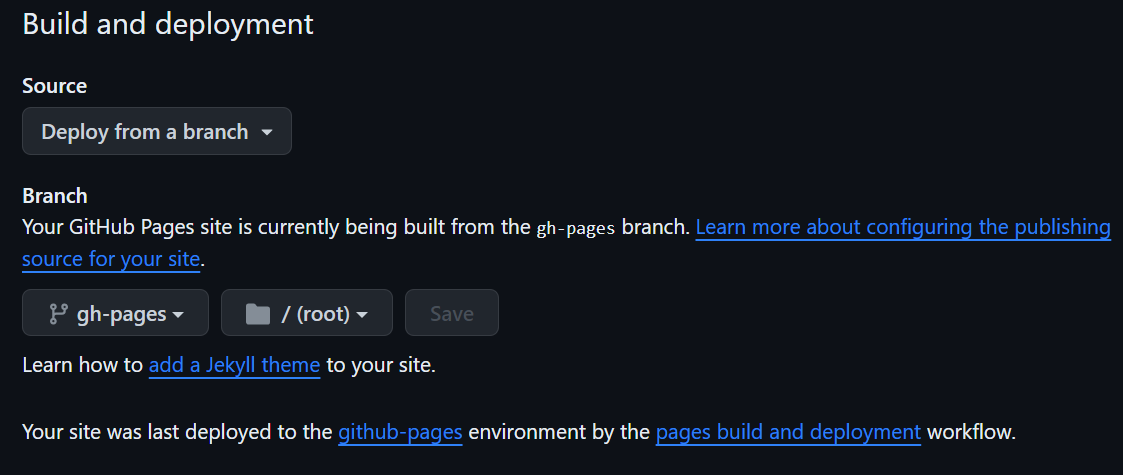 Build and deployment
Source
Deploy from a branch
Branch
Your GitHub Pages site is currently being built from the gh-pages branch. Learn more about configuring the publishing
source for your site.
gh-pages / (root) Save
Learn how to add a Jekyll theme to your site.
Your site was last deployed to the github-pages environment by the pages build and deployment workflow.